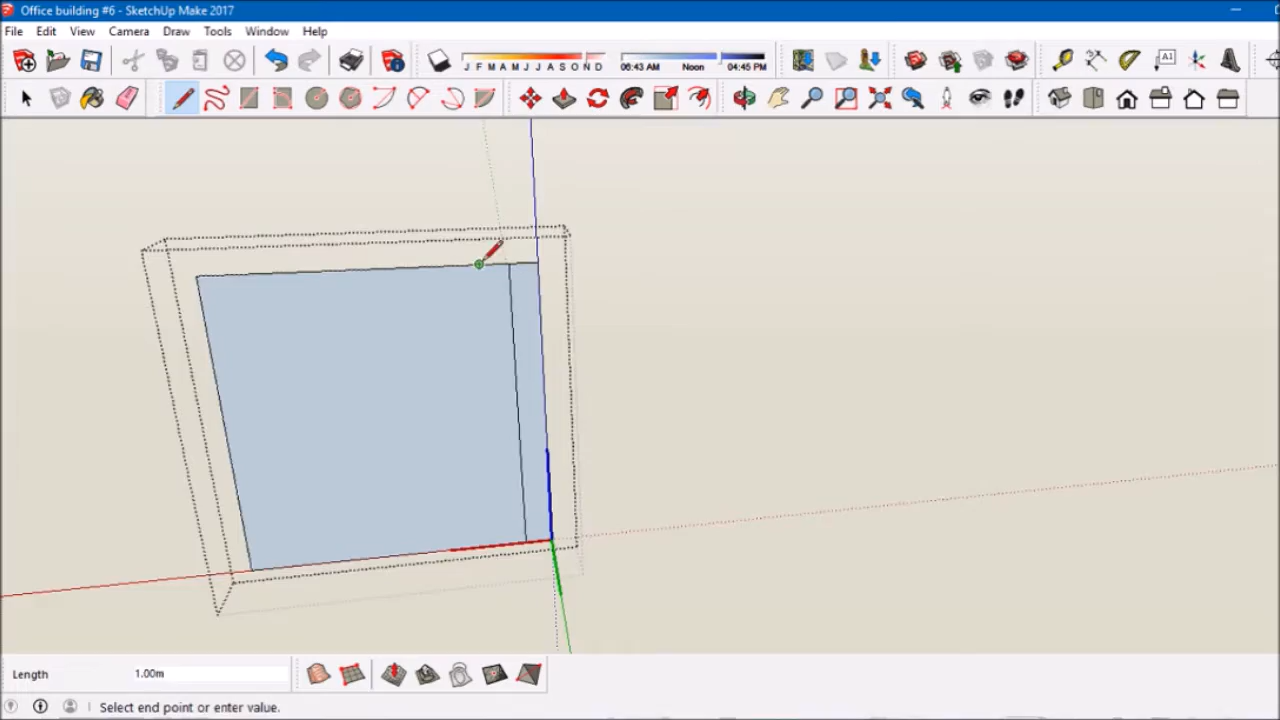 Office building #6 - SketchUp Make 2017
File Edit View Camera Draw Tools Window Help
J F M A M J J A S O N D 06:43 AM Noon 04:45 PM A1
Length 1.00m
Select end point or enter value.